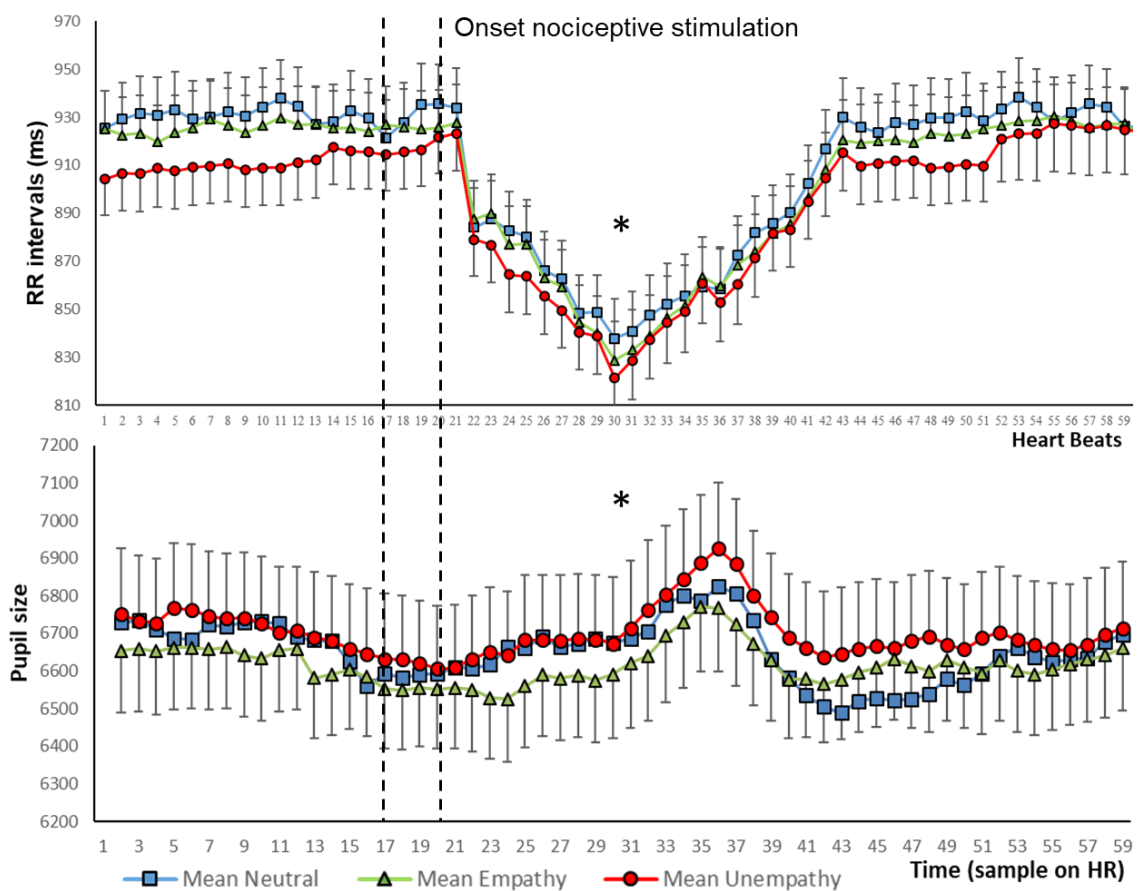 970
Onset nociceptive stimulation
950
930
910
890
870
850
830
810
RR intervals (ms)
*
1 2 3 4 5 6 7 8 9 10 11 12 13 14 15 16 17 18 19 20 21 22 23 24 25 26 27 28 29 30 31 32 33 34 35 36 37 38 39 40 41 42 43 44 45 46 47 48 49 50 51 52 53 54 55 56 57 58 59
Heart Beats
7200
7100
7000
6900
6800
6700
6600
6500
6400
6300
6200
Pupil size
*
1 3 5 7 9 11 13 15 17 19 21 23 25 27 29 31 33 35 37 39 41 43 45 47 49 51 53 55 57 59
Time (sample on HR)
Mean Neutral Mean Empathy Mean Unempathy